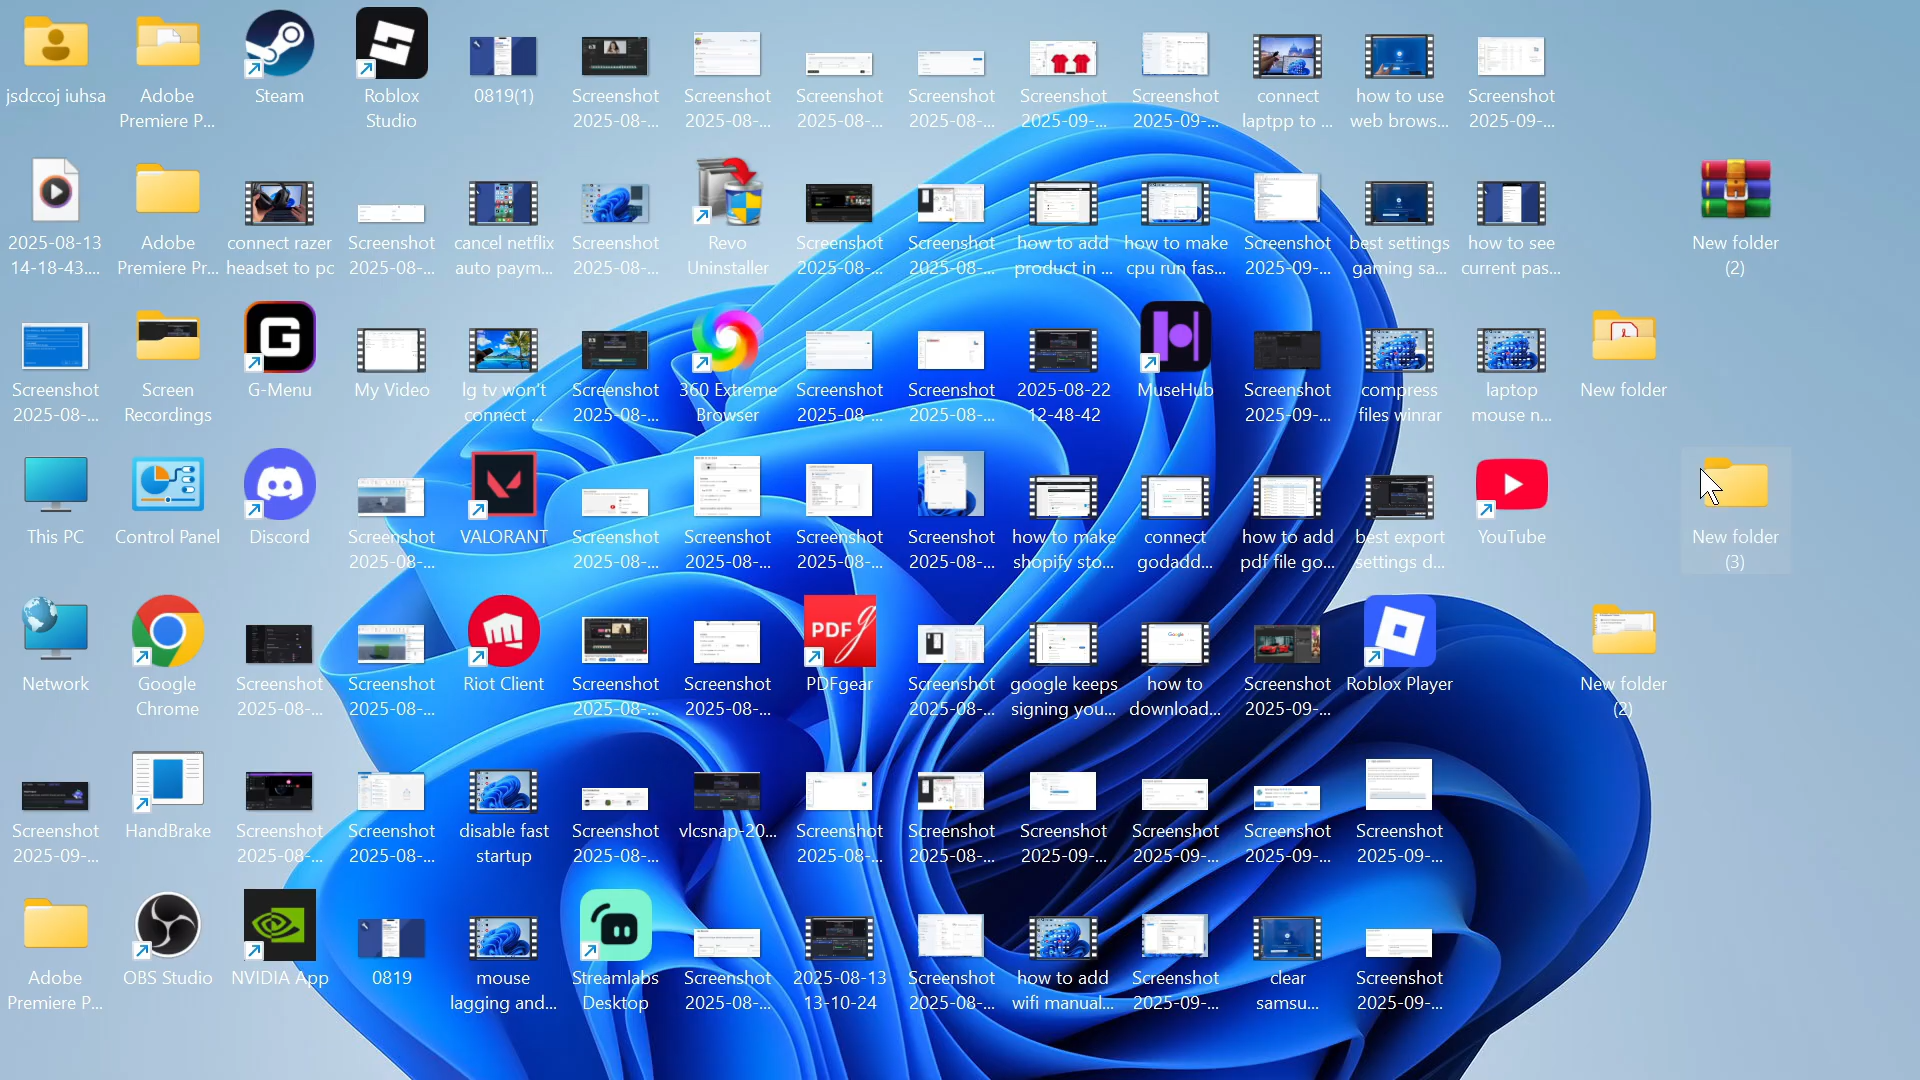 jsdccoj iuhsa
Adobe
Premiere P...
Steam
Roblox
Studio
0819(1)
Screenshot
2025-08-...
Screenshot
2025-08-...
Screenshot
2025-08-...
Screenshot
2025-08-...
Screenshot
2025-09-...
Screenshot
2025-09-...
connect
laptpp to ...
how to use
web brows...
Screenshot
2025-09-...
2025-08-13
14-18-43....
Adobe
Premiere Pr...
connect razer
headset to pc
Screenshot
2025-08-...
cancel netflix
auto paym...
Screenshot
2025-08-...
Revo
Uninstaller
Screenshot
2025-08-...
Screenshot
2025-08-...
how to add
product in ...
how to make
cpu run fas...
Screenshot
2025-09-...
best settings
gaming sa...
how to see
current pas...
New folder
(2)
Screenshot
2025-08-...
Screen
Recordings
G-Menu
My Video
lg tv won't
connect ...
Screenshot
2025-08-...
360 Extreme
Browser
Screenshot
2025-08-...
Screenshot
2025-08-...
2025-08-22
12-48-42
MuseHub
Screenshot
2025-09-...
compress
files winrar
laptop
mouse n...
New folder
This PC
Control Panel
Discord
Screenshot
2025-08-...
VALORANT
Screenshot
2025-08-...
Screenshot
2025-08-...
Screenshot
2025-08-...
Screenshot
2025-08-...
how to make
shopify sto...
connect
godadd...
how to add
pdf file go...
best export
settings d...
YouTube
New folder
(3)
Network
Google
Chrome
Screenshot
2025-08-...
Screenshot
2025-08-...
Riot Client
Screenshot
2025-08-...
Screenshot
2025-08-...
PDF
PDFgear
Screenshot
2025-08-...
google keeps
signing you...
how to
download...
Screenshot
2025-09-...
Roblox Player
New folder
(2)
Screenshot
2025-09-...
HandBrake
Screenshot
2025-08-...
Screenshot
2025-08-...
disable fast
startup
Screenshot
2025-08-...
vlcsnap-20...
Screenshot
2025-08-...
Screenshot
2025-08-...
Screenshot
2025-09-...
Screenshot
2025-09-...
Screenshot
2025-09-...
Screenshot
2025-09-...
Adobe
Premiere P...
OBS Studio
NVIDIA App
0819
mouse
lagging and...
Streamlabs
Desktop
Screenshot
2025-08-...
2025-08-13
13-10-24
Screenshot
2025-08-...
how to add
wifi manual...
Screenshot
2025-09-...
clear
samsu...
Screenshot
2025-09-...